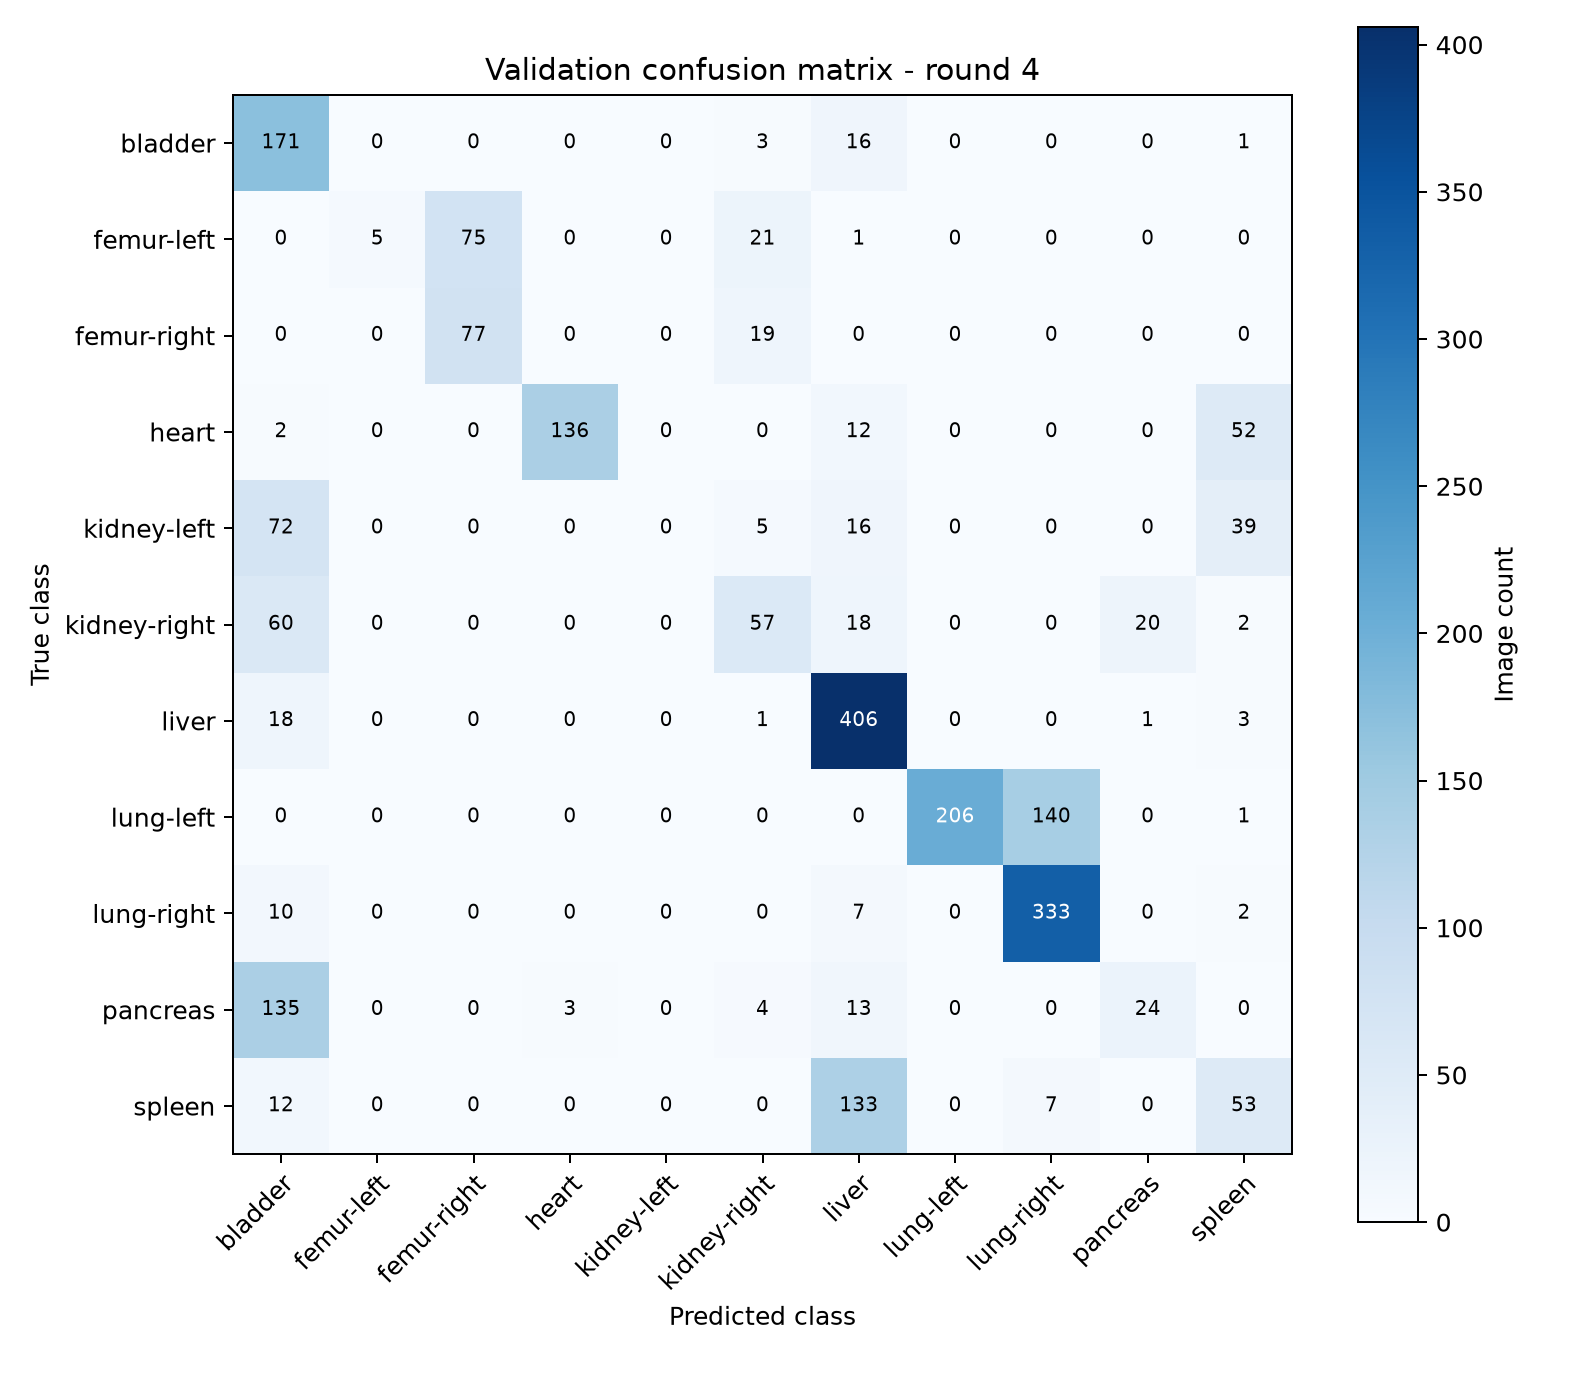 Validation confusion matrix - round 4
bladder 171 0 0 0 0 3 16 0 0 0 1
femur-left 0 5 75 0 0 21 1 0 0 0 0
femur-right 0 0 77 0 0 19 0 0 0 0 0
heart 2 0 0 136 0 0 12 0 0 0 52
kidney-left 72 0 0 0 0 5 16 0 0 0 39
kidney-right 60 0 0 0 0 57 18 0 0 20 2
liver 18 0 0 0 0 1 406 0 0 1 3
lung-left 0 0 0 0 0 0 0 206 140 0 1
lung-right 10 0 0 0 0 0 7 0 333 0 2
pancreas 135 0 0 3 0 4 13 0 0 24 0
spleen 12 0 0 0 0 0 133 0 7 0 53
bladder femur-left femur-right heart kidney-left kidney-right liver lung-left lung-right pancreas spleen
Predicted class
True class
400
350
300
250
200
150
100
50
0
Image count